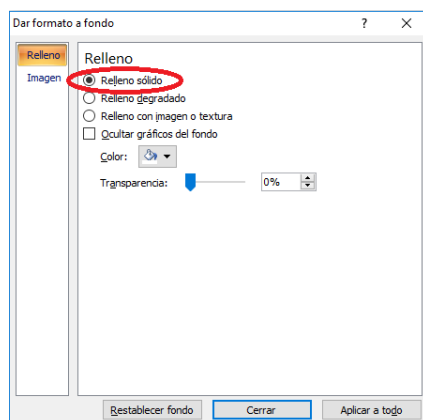 Dar formato a fondo ? X
Relleno
Imagen
Relleno
Relleno sólido
Relleno degradado
Relleno con imagen o textura
Ocultar gráficos del fondo
Color:
Transparencia: 0%
Restablecer fondo Cerrar Aplicar a todo